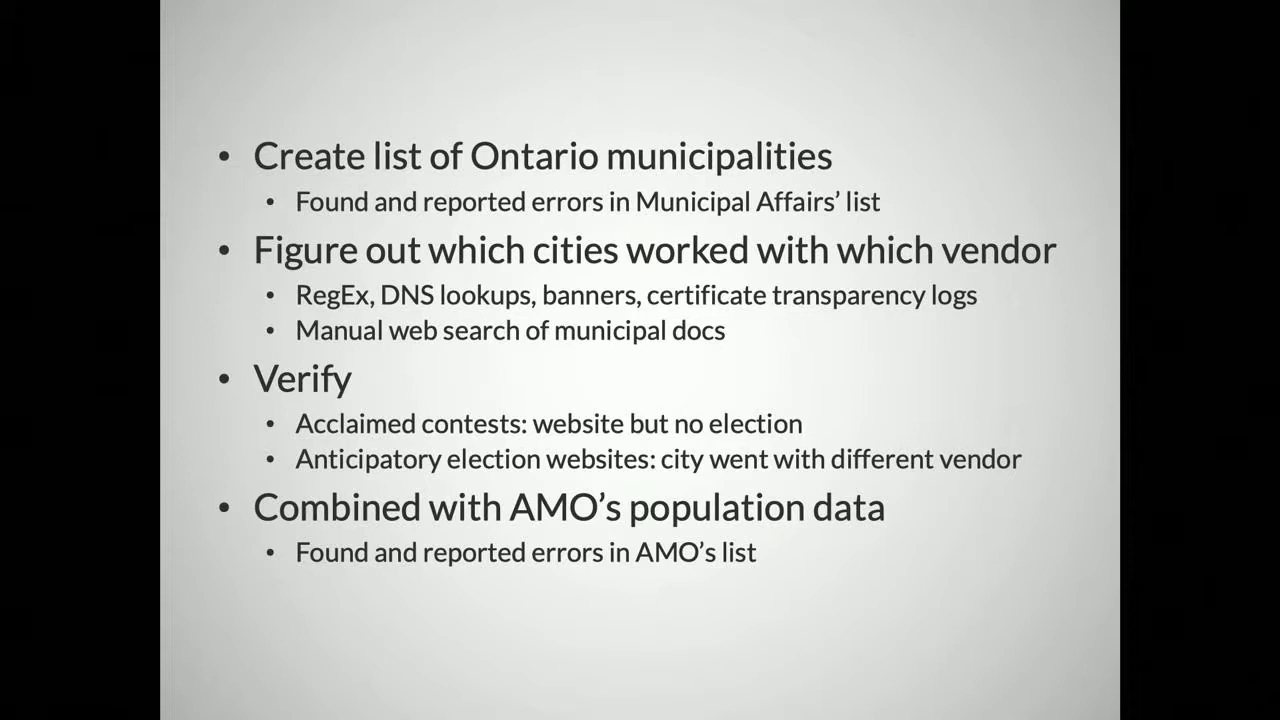 • Create list of Ontario municipalities
• Found and reported errors in Municipal Affairs’ list
• Figure out which cities worked with which vendor
• RegEx, DNS lookups, banners, certificate transparency logs
• Manual web search of municipal docs
• Verify
• Acclaimed contests: website but no election
• Anticipatory election websites: city went with different vendor
• Combined with AMO’s population data
• Found and reported errors in AMO’s list